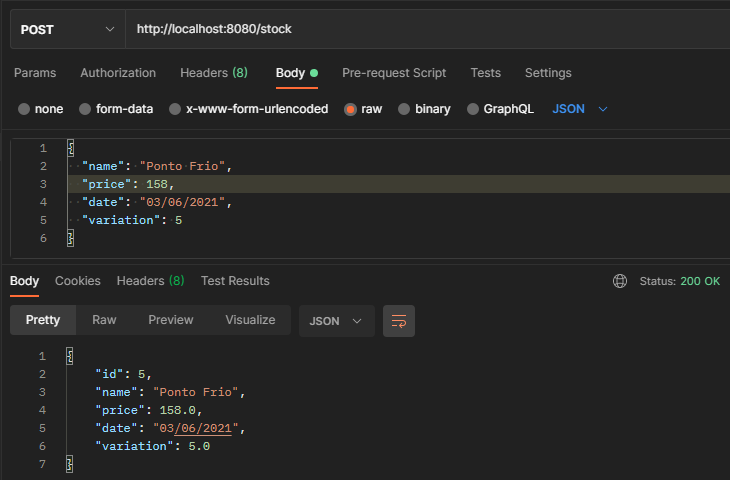 POST http://localhost:8080/stock
Params Authorization Headers (8) Body Pre-request Script Tests Settings
none form-data x-www-form-urlencoded raw binary GraphQL JSON
1 {
2 "name": "Ponto Frio",
3 "price": 158,
4 "date": "03/06/2021",
5 "variation": 5
6 }
Body Cookies Headers (8) Test Results Status: 200 OK
Pretty Raw Preview Visualize JSON
1 {
2 "id": 5,
3 "name": "Ponto Frio",
4 "price": 158.0,
5 "date": "03/06/2021",
6 "variation": 5.0
7 }